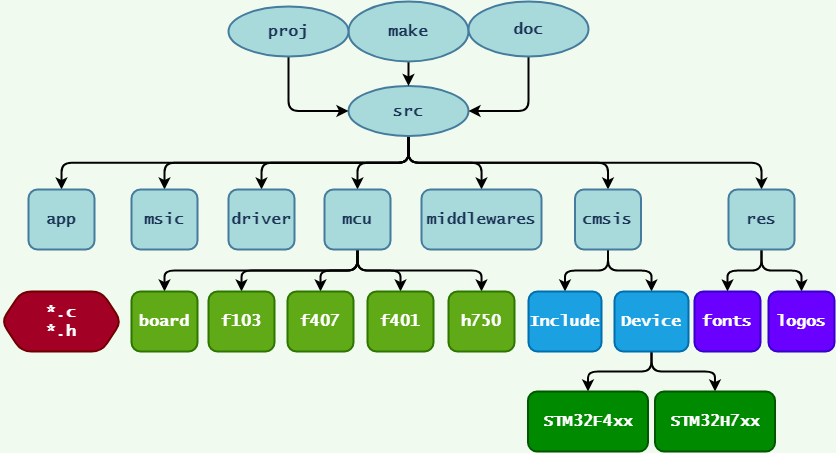 proj
make
doc
src
app
msic
driver
mcu
middlewares
cmsis
res
*.c
*.h
board
f103
f407
f401
h750
Include
Device
fonts
logos
STM32F4xx
STM32H7xx